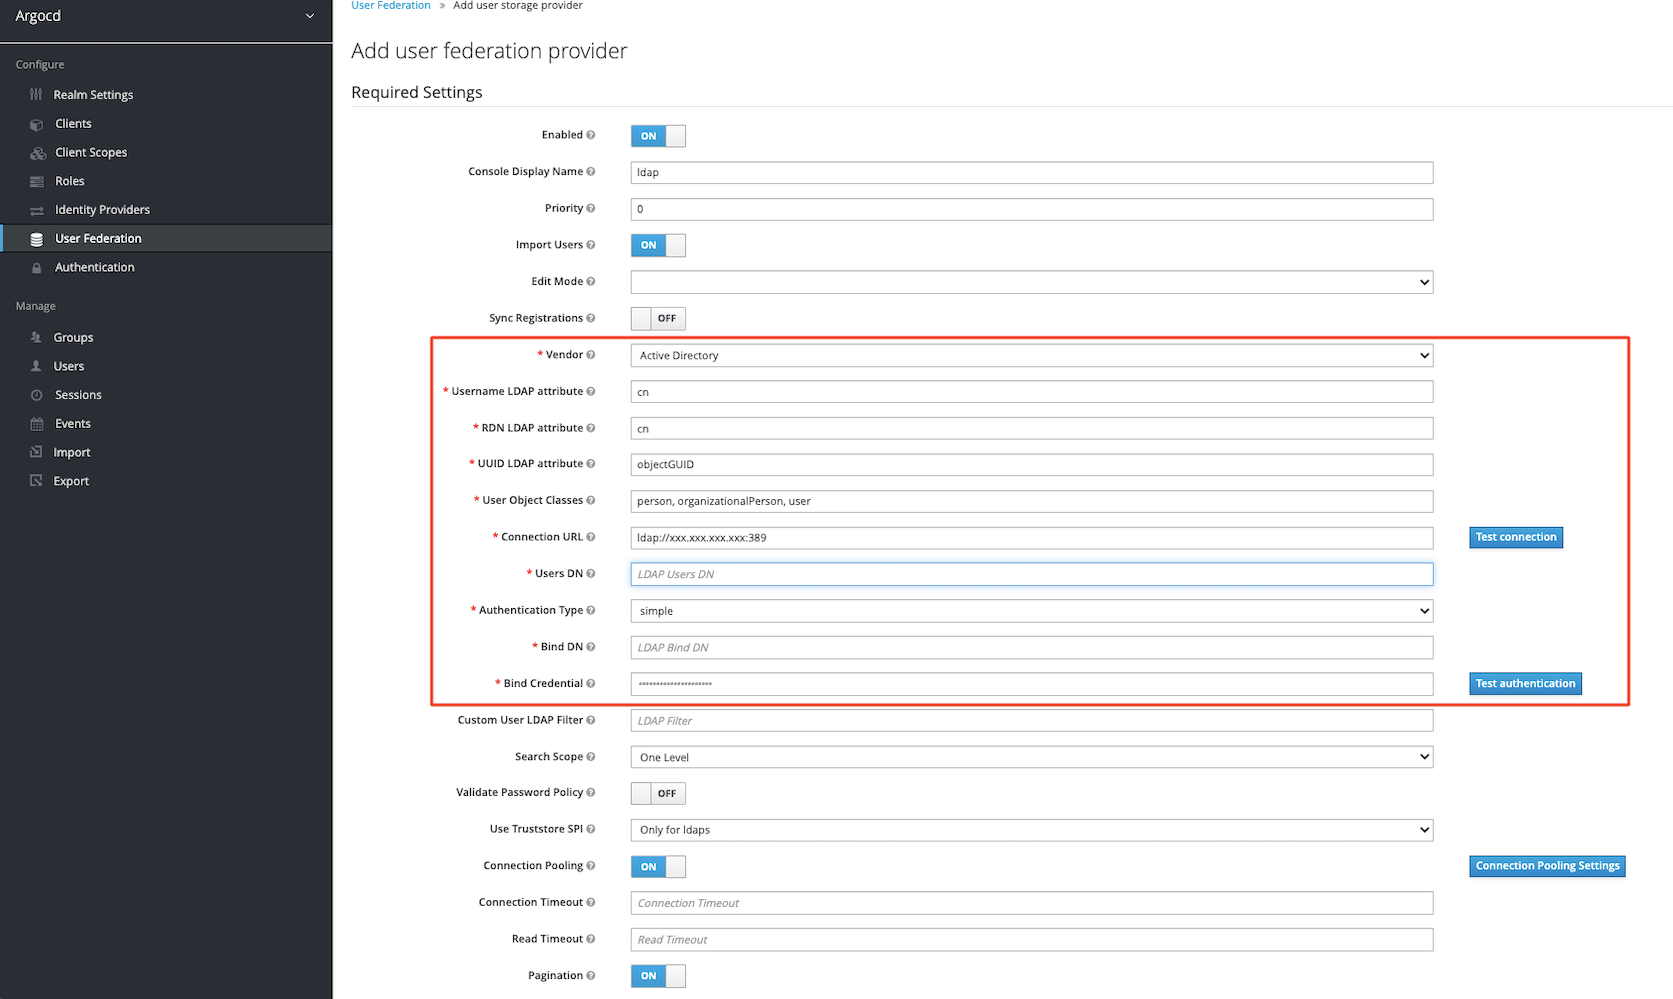 Argocd
Configure
Realm Settings
Clients
Client Scopes
Roles
Identity Providers
User Federation
Authentication
Manage
Groups
Users
Sessions
Events
Import
Export
User Federation » Add user storage provider
Add user federation provider
Required Settings
Enabled ON
Console Display Name ldap
Priority 0
Import Users ON
Edit Mode
Sync Registrations OFF
* Vendor Active Directory
* Username LDAP attribute cn
* RDN LDAP attribute cn
* UUID LDAP attribute objectGUID
* User Object Classes person, organizationalPerson, user
* Connection URL ldap://xxx.xxx.xxx.xxx:389 Test connection
* Users DN LDAP Users DN
* Authentication Type simple
* Bind DN LDAP Bind DN
* Bind Credential Test authentication
Custom User LDAP Filter LDAP Filter
Search Scope One Level
Validate Password Policy OFF
Use Truststore SPI Only for ldaps
Connection Pooling ON Connection Pooling Settings
Connection Timeout Connection Timeout
Read Timeout Read Timeout
Pagination ON